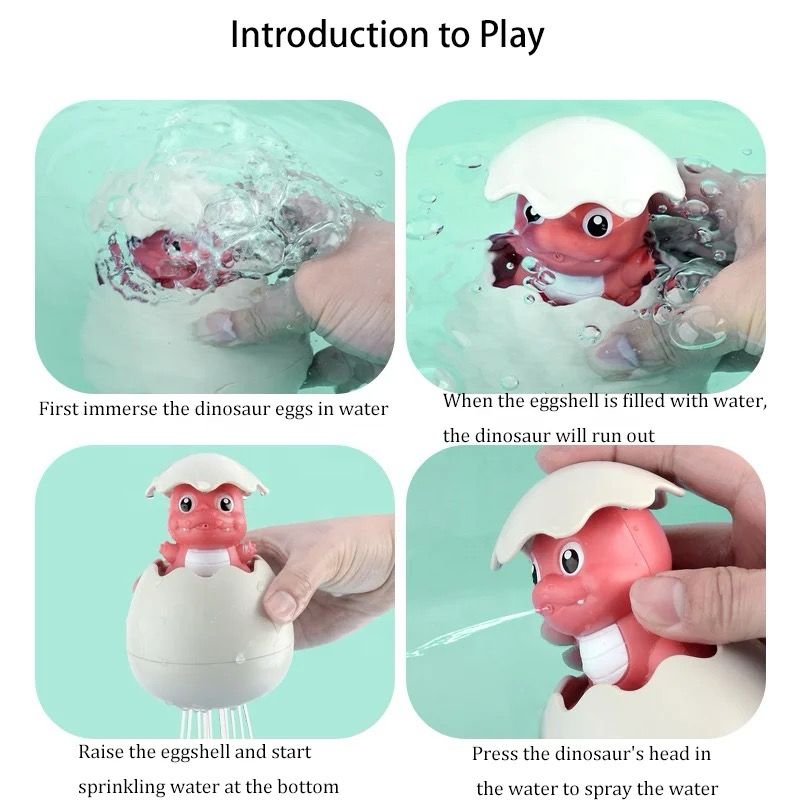 Introduction to Play
First immerse the dinosaur eggs in water
When the eggshell is filled with water,
the dinosaur will run out
Raise the eggshell and start
sprinkling water at the bottom
Press the dinosaur's head in
the water to spray the water